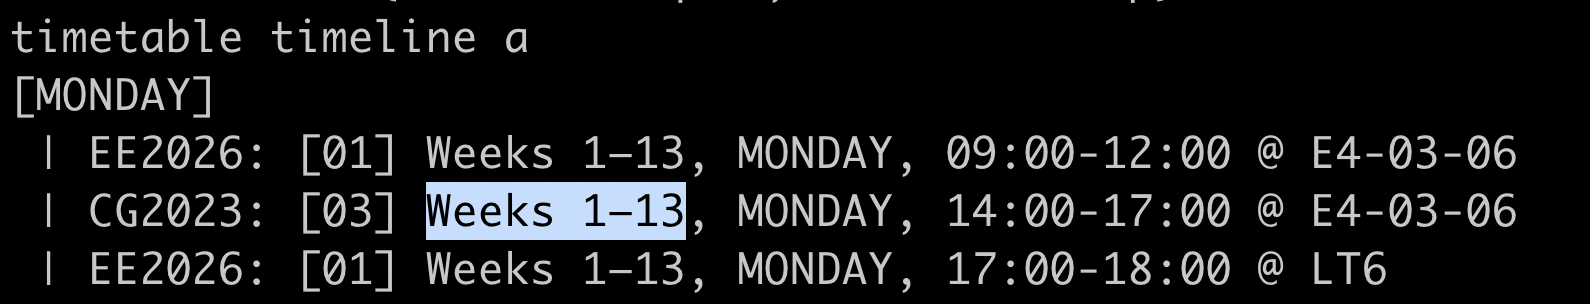 timetable timeline a
[MONDAY]
| EE2026: [01] Weeks 1–13, MONDAY, 09:00-12:00 @ E4-03-06
| CG2023: [03] Weeks 1–13, MONDAY, 14:00-17:00 @ E4-03-06
| EE2026: [01] Weeks 1–13, MONDAY, 17:00-18:00 @ LT6